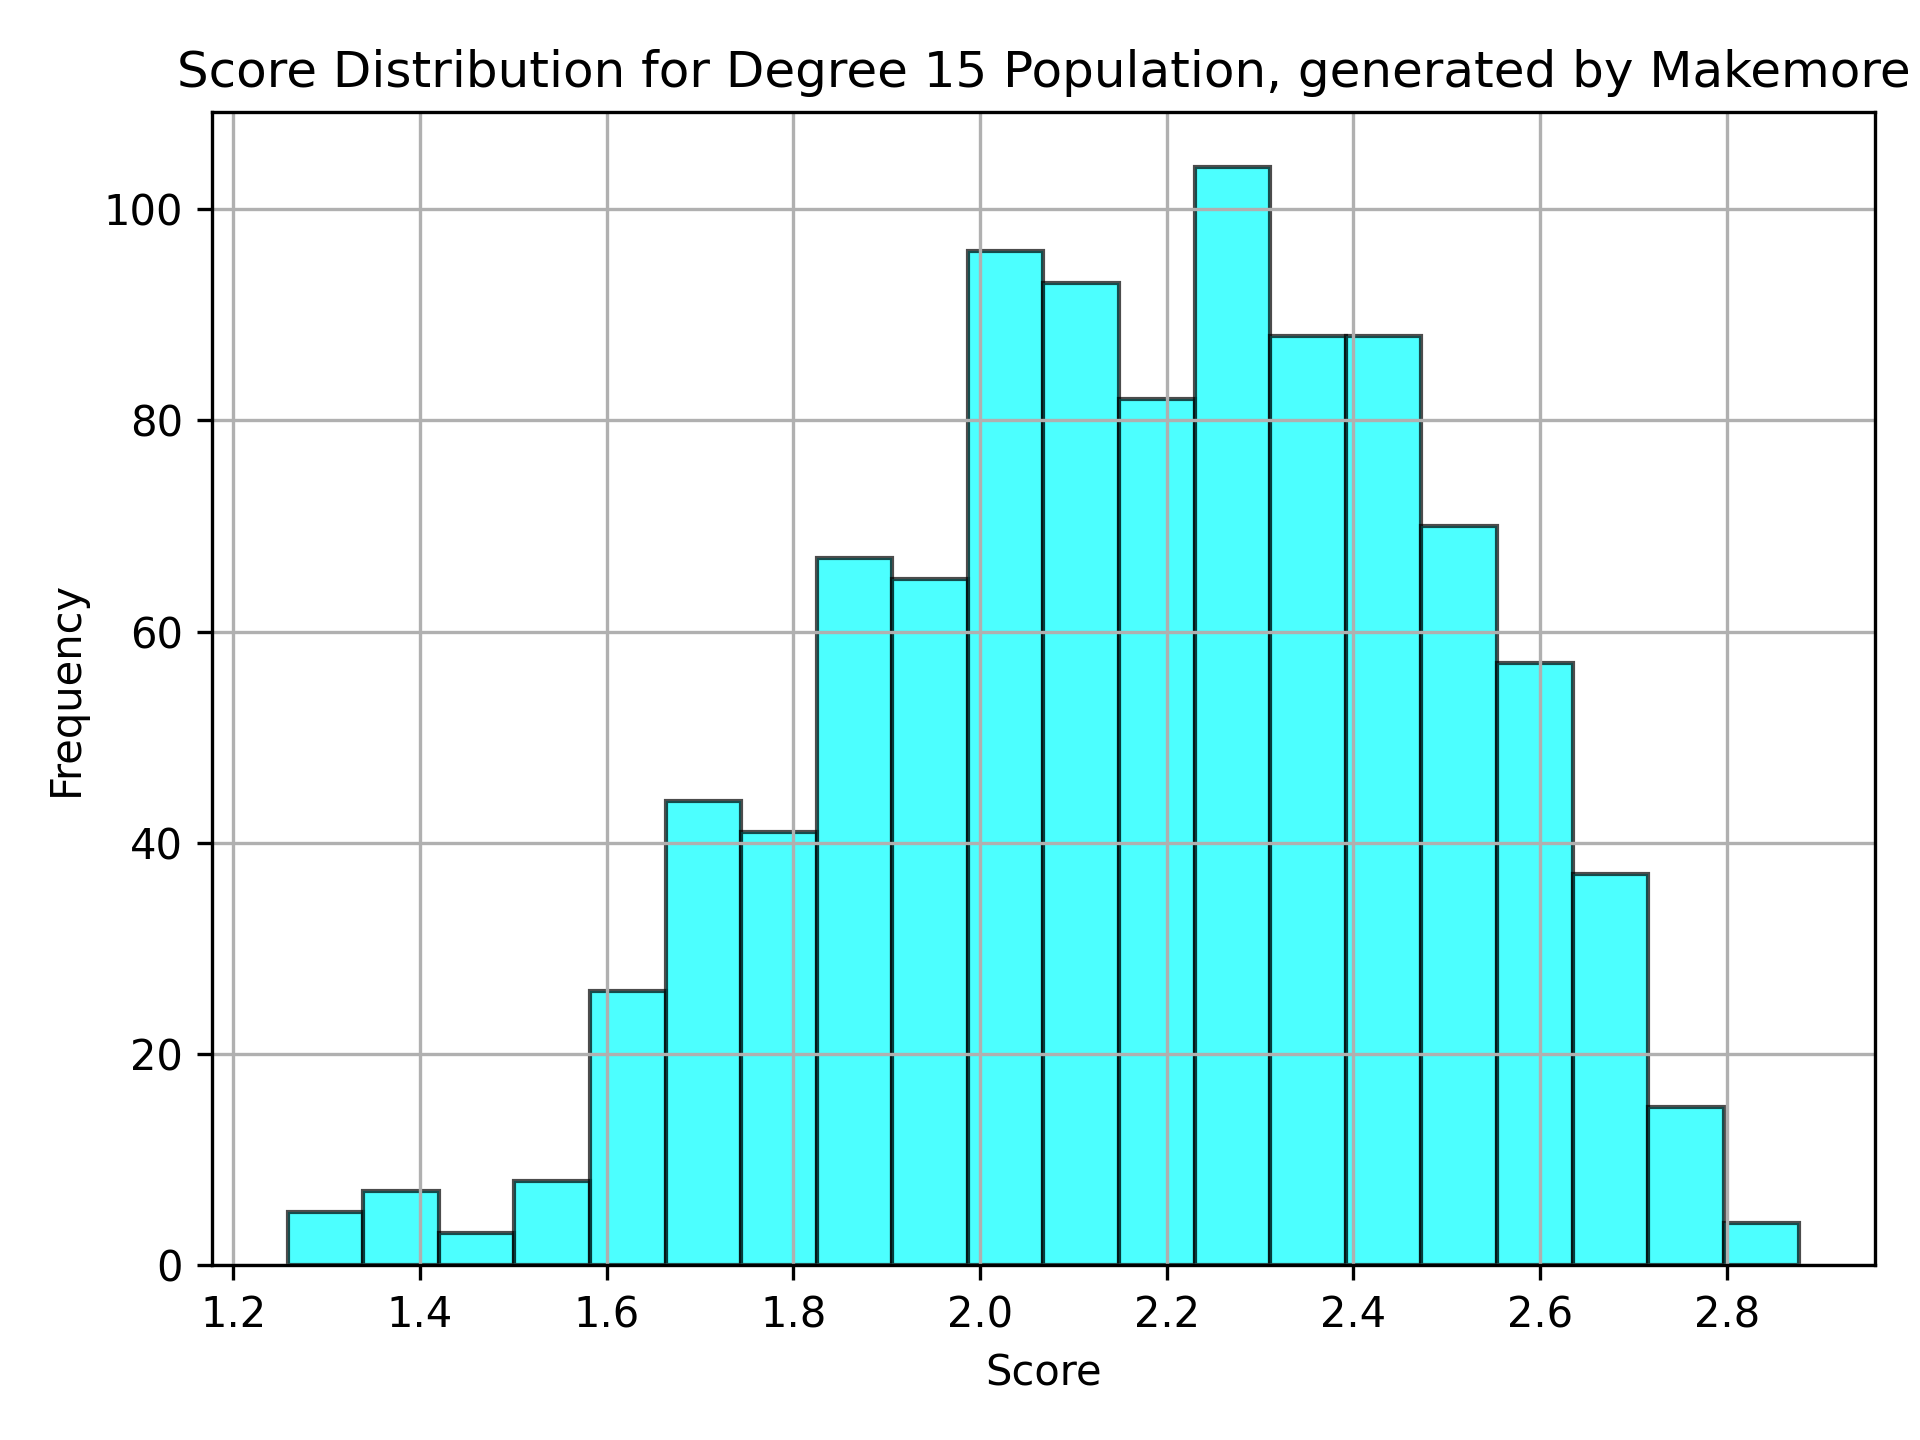 Score Distribution for Degree 15 Population, generated by Makemore
100
80
60
40
20
0
Frequency
1.2 1.4 1.6 1.8 2.0 2.2 2.4 2.6 2.8
Score